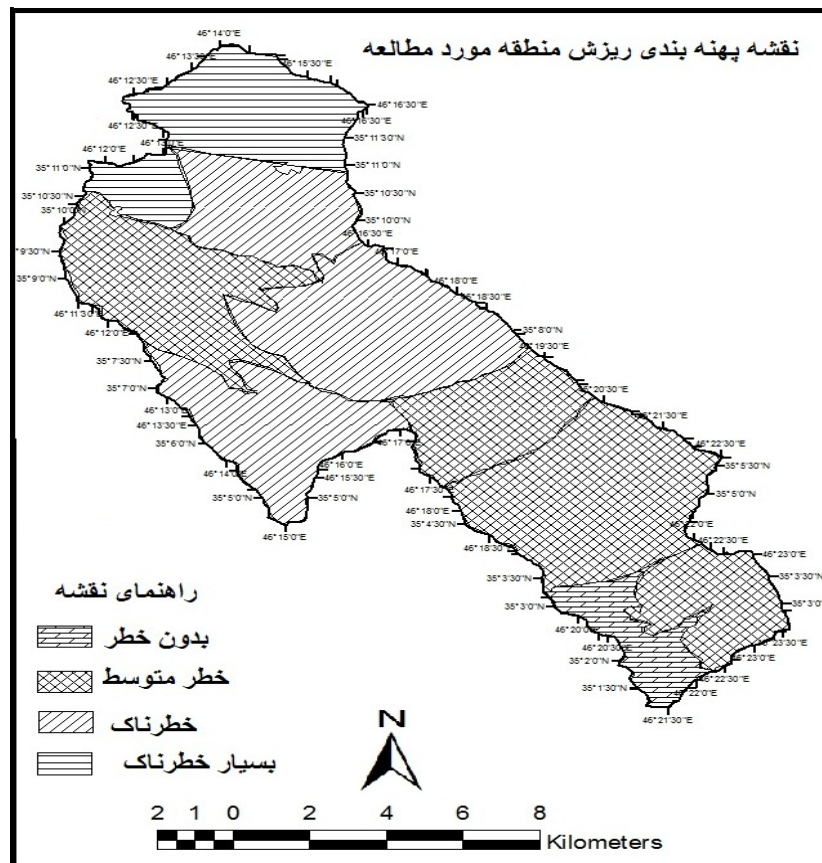 نقشه پهنه بندی ریزش منطقه مورد مطالعه
46°14'0"E
46°13'30"E
46°15'30"E
46°12'30"E
46°16'30"E
46°12'30"E
46°16'30"E
46°13'0"E
35°11'30"N
46°12'0"E
35°11'0"N
35°11'0"N
35°10'30"N
35°10'30"N
35°10'0"N
35°10'0"N
46°16'30"E
9'30"N
46°17'0"E
35°9'0"N
46°18'0"E
46°18'30"E
46°11'30"E
46°12'0"E
35°8'0"N
46°19'30"E
35°7'30"N
35°7'0"N
46°20'30"E
46°13'0"E
46°21'30"E
46°13'30"E
35°6'0"N
46°17'0"E
46°22'30"E
46°16'0"E
46°14'0"E
35°5'30"N
46°15'30"E
46°17'30"E
35°5'0"N
35°5'0"N
35°5'0"N
46°18'0"E
35°4'30"N
46°15'0"E
46°22'0"E
46°18'30"E
46°22'30"E
46°23'0"E
35°3'30"N
35°3'30"N
35°3'0"N
35°3'0"N
46°20'0"E
46°23'30"E
46°20'30"E
46°23'0"E
35°2'0"N
46°22'30"E
35°1'30"N
46°22'0"E
46°21'30"E
راهنمای نقشه
بدون خطر
خطر متوسط
خطرناک
بسیار خطرناک
N
2 1 0 2 4 6 8
Kilometers